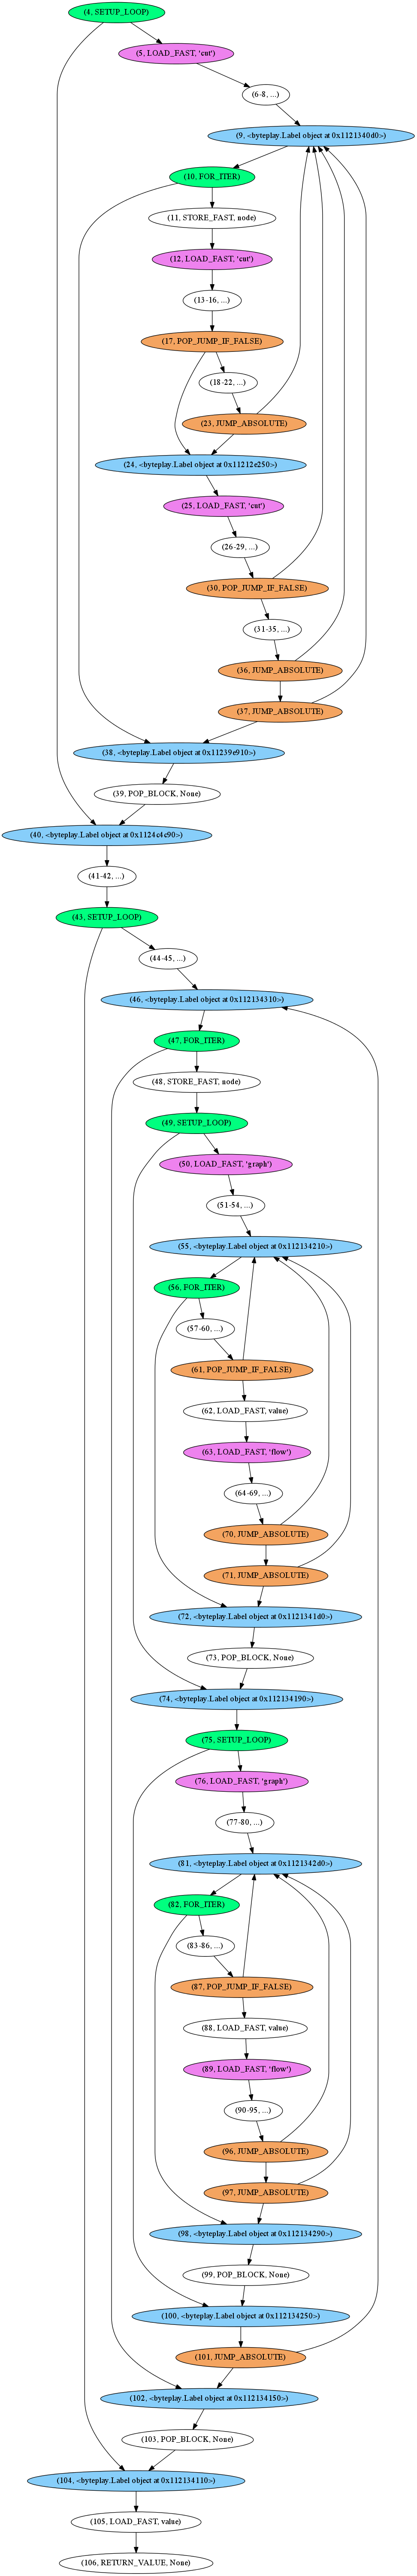 (4, SETUP_LOOP)
(5, LOAD_FAST, 'cut')
(6-8, ...)
(9, <byteplay.Label object at 0x1121340d0>)
(10, FOR_ITER)
(11, STORE_FAST, node)
(12, LOAD_FAST, 'cut')
(13-16, ...)
(17, POP_JUMP_IF_FALSE)
(18-22, ...)
(23, JUMP_ABSOLUTE)
(24, <byteplay.Label object at 0x11212e250>)
(25, LOAD_FAST, 'cut')
(26-29, ...)
(30, POP_JUMP_IF_FALSE)
(31-35, ...)
(36, JUMP_ABSOLUTE)
(37, JUMP_ABSOLUTE)
(38, <byteplay.Label object at 0x11239e910>)
(39, POP_BLOCK, None)
(40, <byteplay.Label object at 0x1124c4c90>)
(41-42, ...)
(43, SETUP_LOOP)
(44-45, ...)
(46, <byteplay.Label object at 0x112134310>)
(47, FOR_ITER)
(48, STORE_FAST, node)
(49, SETUP_LOOP)
(50, LOAD_FAST, 'graph')
(51-54, ...)
(55, <byteplay.Label object at 0x112134210>)
(56, FOR_ITER)
(57-60, ...)
(61, POP_JUMP_IF_FALSE)
(62, LOAD_FAST, value)
(63, LOAD_FAST, 'flow')
(64-69, ...)
(70, JUMP_ABSOLUTE)
(71, JUMP_ABSOLUTE)
(72, <byteplay.Label object at 0x1121341d0>)
(73, POP_BLOCK, None)
(74, <byteplay.Label object at 0x112134190>)
(75, SETUP_LOOP)
(76, LOAD_FAST, 'graph')
(77-80, ...)
(81, <byteplay.Label object at 0x1121342d0>)
(82, FOR_ITER)
(83-86, ...)
(87, POP_JUMP_IF_FALSE)
(88, LOAD_FAST, value)
(89, LOAD_FAST, 'flow')
(90-95, ...)
(96, JUMP_ABSOLUTE)
(97, JUMP_ABSOLUTE)
(98, <byteplay.Label object at 0x112134290>)
(99, POP_BLOCK, None)
(100, <byteplay.Label object at 0x112134250>)
(101, JUMP_ABSOLUTE)
(102, <byteplay.Label object at 0x112134150>)
(103, POP_BLOCK, None)
(104, <byteplay.Label object at 0x112134110>)
(105, LOAD_FAST, value)
(106, RETURN_VALUE, None)